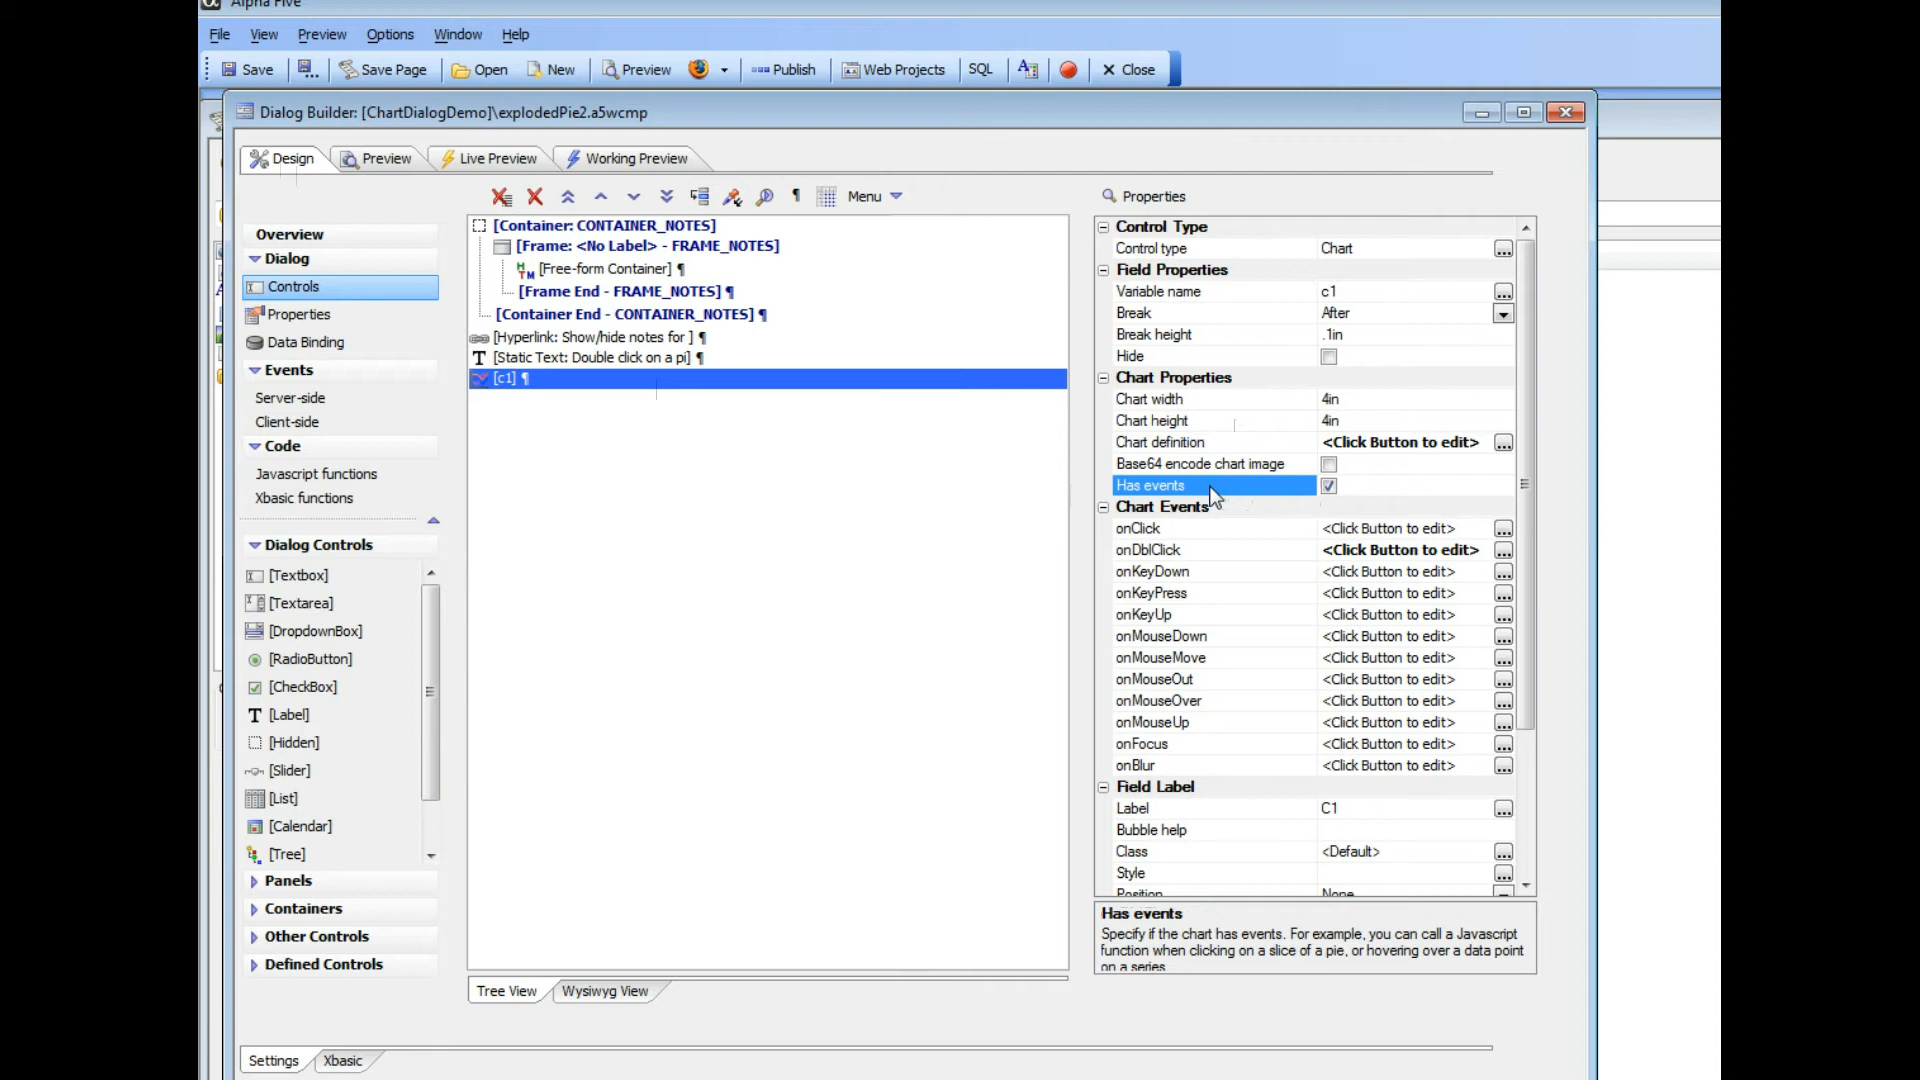 Alpha Five
File View Preview Options Window Help
Save Save Page Open New Preview Publish Web Projects SQL Close
Dialog Builder: [ChartDialogDemo]\explodedPie2.a5wcmp
Design Preview Live Preview Working Preview
Menu
Properties
Overview
Dialog
Controls
Properties
Data Binding
Events
Server-side
Client-side
Code
Javascript functions
Xbasic functions
Dialog Controls
[Textbox]
[Textarea]
[DropdownBox]
[RadioButton]
[CheckBox]
[Label]
[Hidden]
[Slider]
[List]
[Calendar]
[Tree]
Panels
Containers
Other Controls
Defined Controls
[Container: CONTAINER_NOTES]
[Frame: <No Label> - FRAME_NOTES]
[Free-form Container] ¶
[Frame End - FRAME_NOTES] ¶
[Container End - CONTAINER_NOTES] ¶
[Hyperlink: Show/hide notes for ] ¶
[Static Text: Double click on a pi] ¶
[c1] ¶
Tree View Wysiwyg View
Control Type
Control type Chart
Field Properties
Variable name c1
Break After
Break height .1in
Hide
Chart Properties
Chart width 4in
Chart height 4in
Chart definition <Click Button to edit>
Base64 encode chart image
Has events
Chart Events
onClick <Click Button to edit>
onDblClick <Click Button to edit>
onKeyDown <Click Button to edit>
onKeyPress <Click Button to edit>
onKeyUp <Click Button to edit>
onMouseDown <Click Button to edit>
onMouseMove <Click Button to edit>
onMouseOut <Click Button to edit>
onMouseOver <Click Button to edit>
onMouseUp <Click Button to edit>
onFocus <Click Button to edit>
onBlur <Click Button to edit>
Field Label
Label C1
Bubble help
Class <Default>
Style
Position None
Has events
Specify if the chart has events. For example, you can call a Javascript
function when clicking on a slice of a pie, or hovering over a data point
on a series
Settings Xbasic